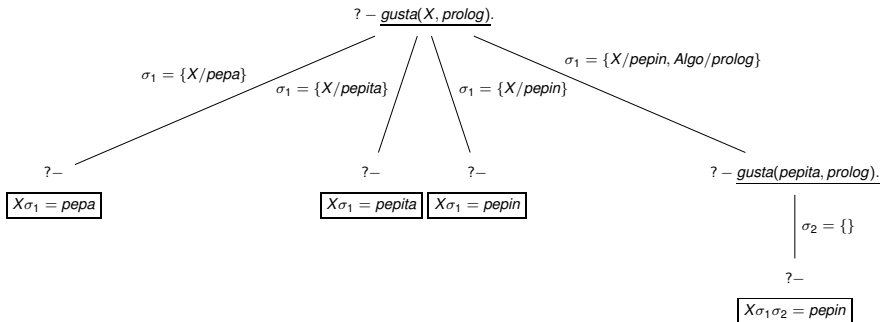 ? − gusta(X, prolog).
σ₁ = {X/pepa}
σ₁ = {X/pepita}
σ₁ = {X/pepin}
σ₁ = {X/pepin, Algo/prolog}
?−
?−
?−
? − gusta(pepita, prolog).
Xσ₁ = pepa
Xσ₁ = pepita
Xσ₁ = pepin
σ₂ = {}
?−
Xσ₁σ₂ = pepin